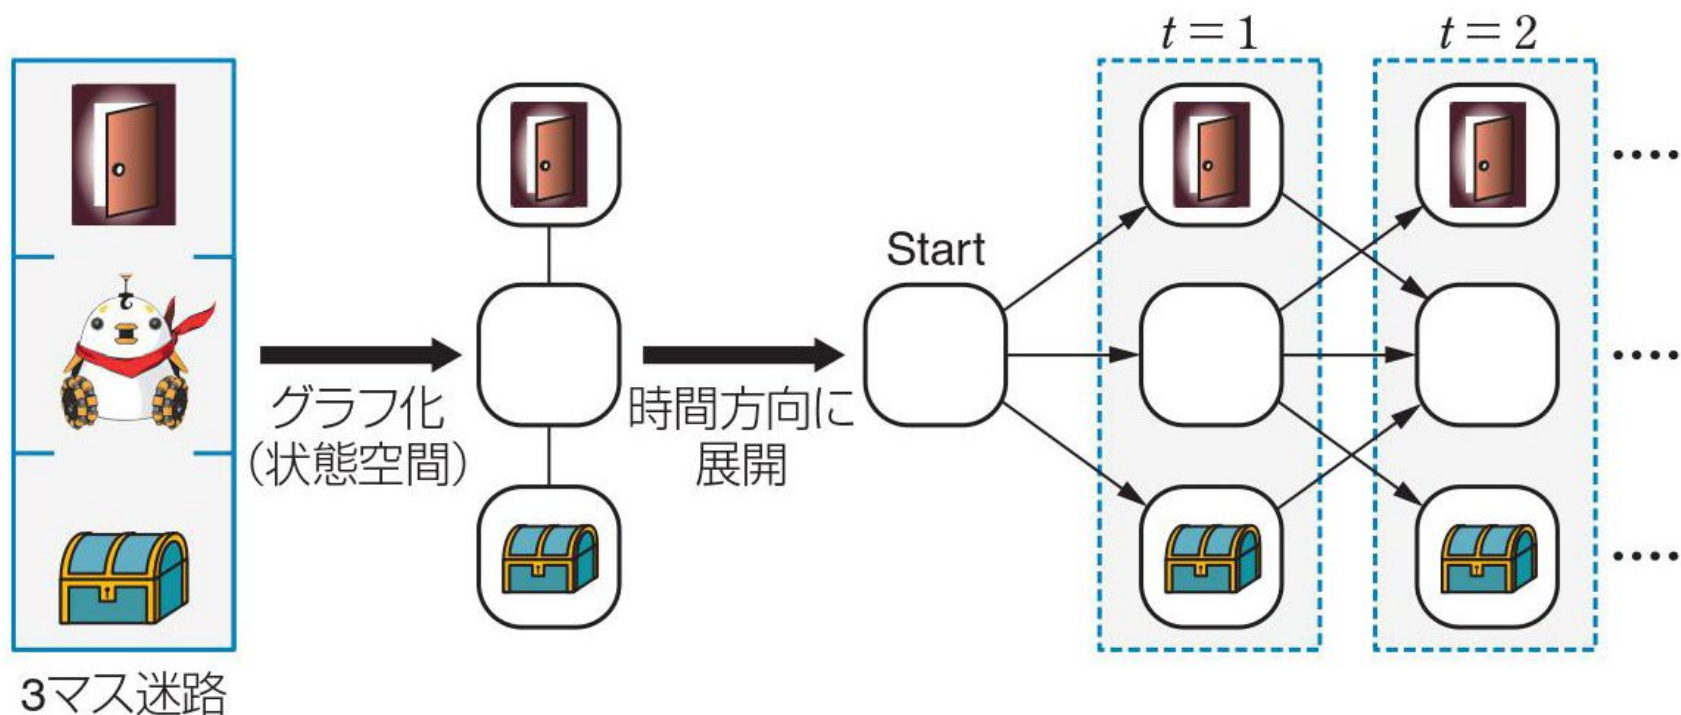 t = 1
t = 2
Start
グラフ化
(状態空間)
時間方向に
展開
3マス迷路